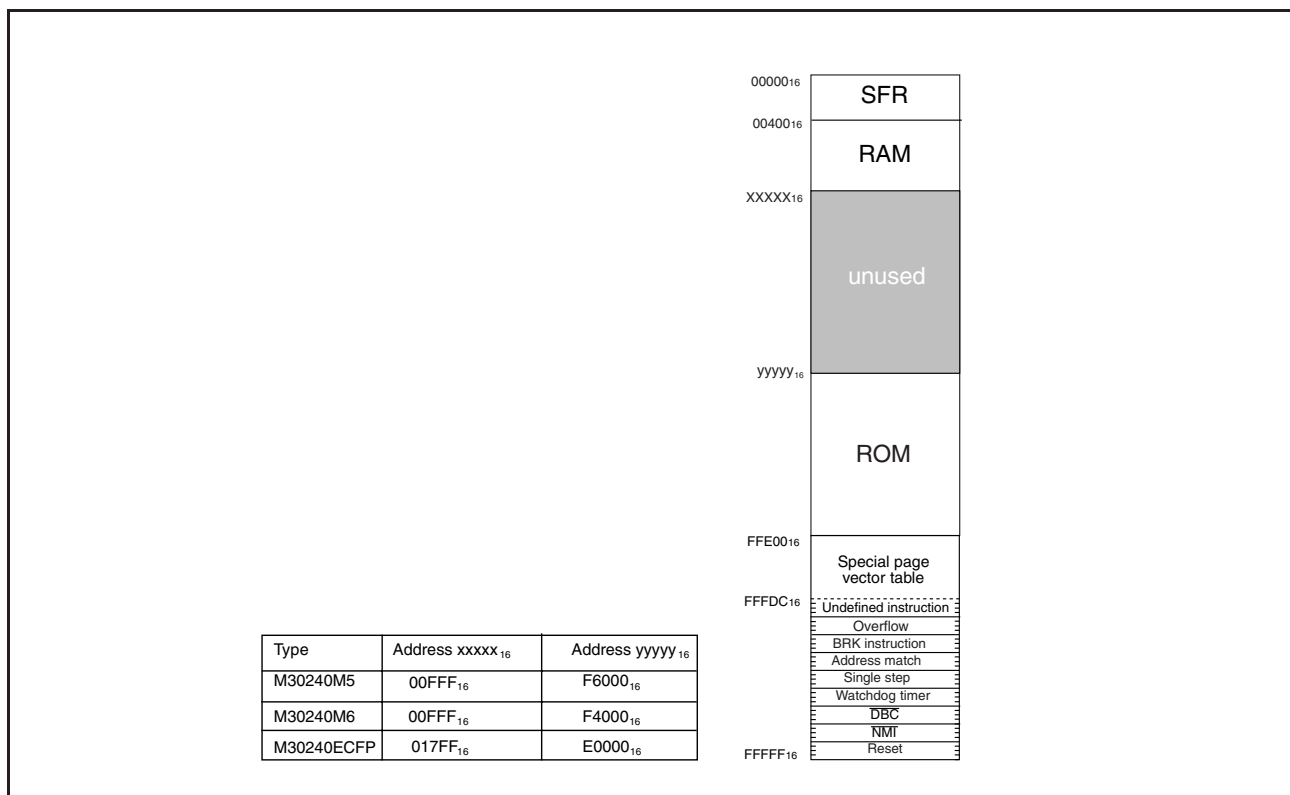 00000₁₆
SFR
00400₁₆
RAM
XXXXX₁₆
unused
yyyyy₁₆
ROM
FFE00₁₆
Special page
vector table
FFFDC₁₆
Undefined instruction
Overflow
BRK instruction
Address match
Single step
Watchdog timer
D̅B̅C̅
N̅M̅I̅
Reset
FFFFF₁₆
Type Address xxxxx₁₆ Address yyyyy₁₆
M30240M5 00FFF₁₆ F6000₁₆
M30240M6 00FFF₁₆ F4000₁₆
M30240ECFP 017FF₁₆ E0000₁₆